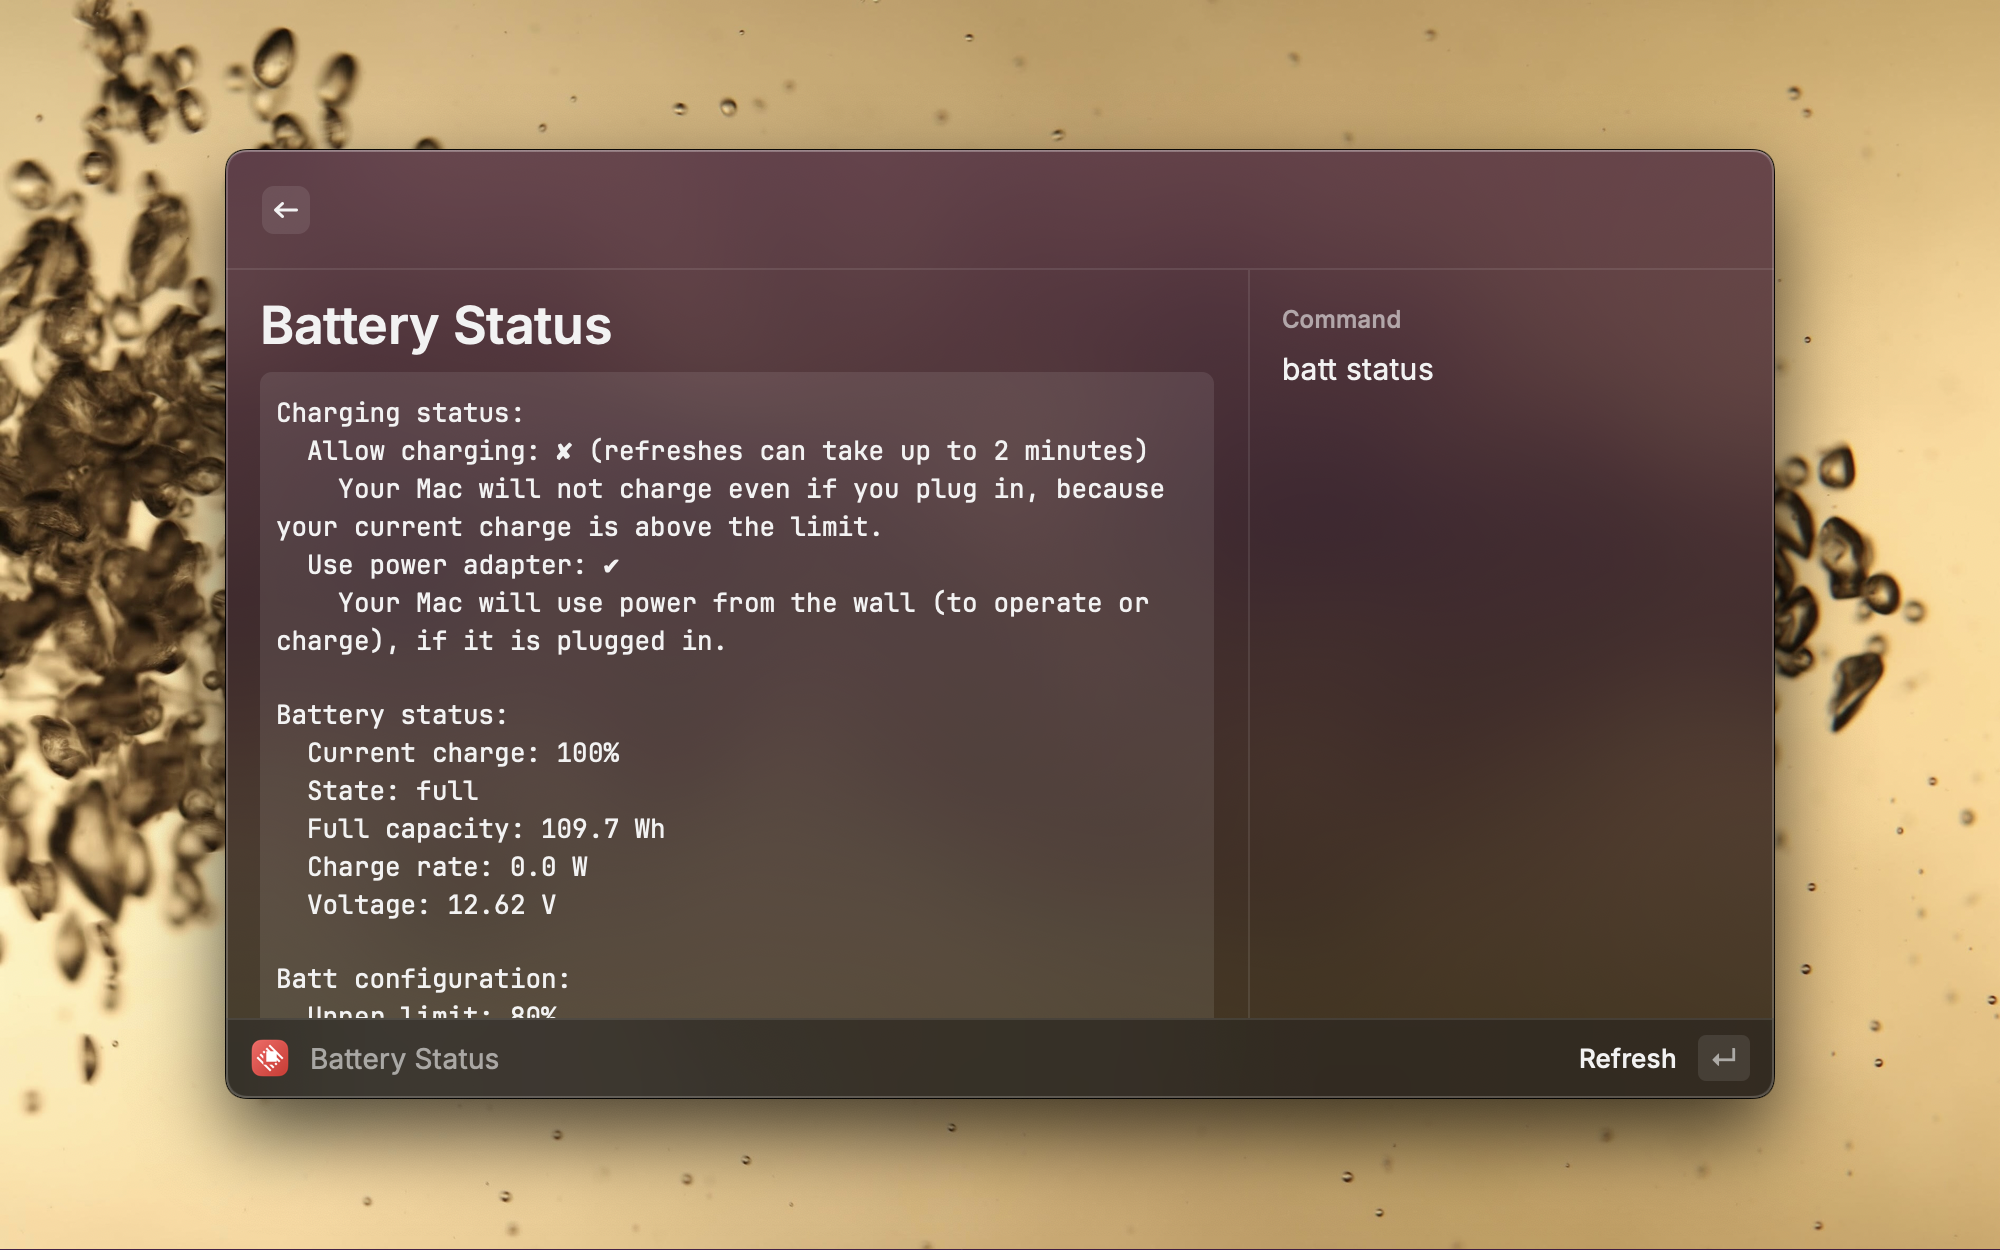 Battery Status
Charging status:
Allow charging: ✘ (refreshes can take up to 2 minutes)
Your Mac will not charge even if you plug in, because
your current charge is above the limit.
Use power adapter: ✔
Your Mac will use power from the wall (to operate or
charge), if it is plugged in.
Battery status:
Current charge: 100%
State: full
Full capacity: 109.7 Wh
Charge rate: 0.0 W
Voltage: 12.62 V
Batt configuration:
Upper limit: 80%
Command
batt status
Battery Status
Refresh